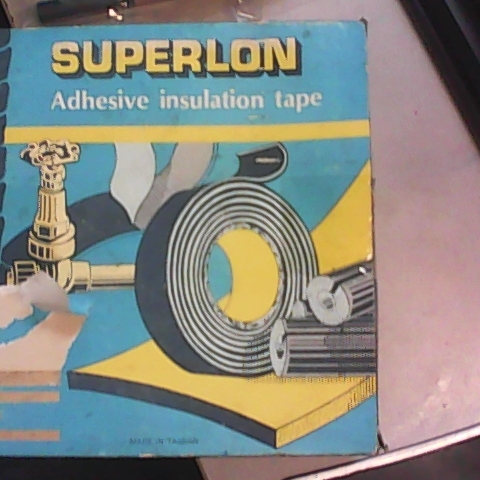 SUPERLON
Adhesive insulation tape
MADE IN TAIWAN